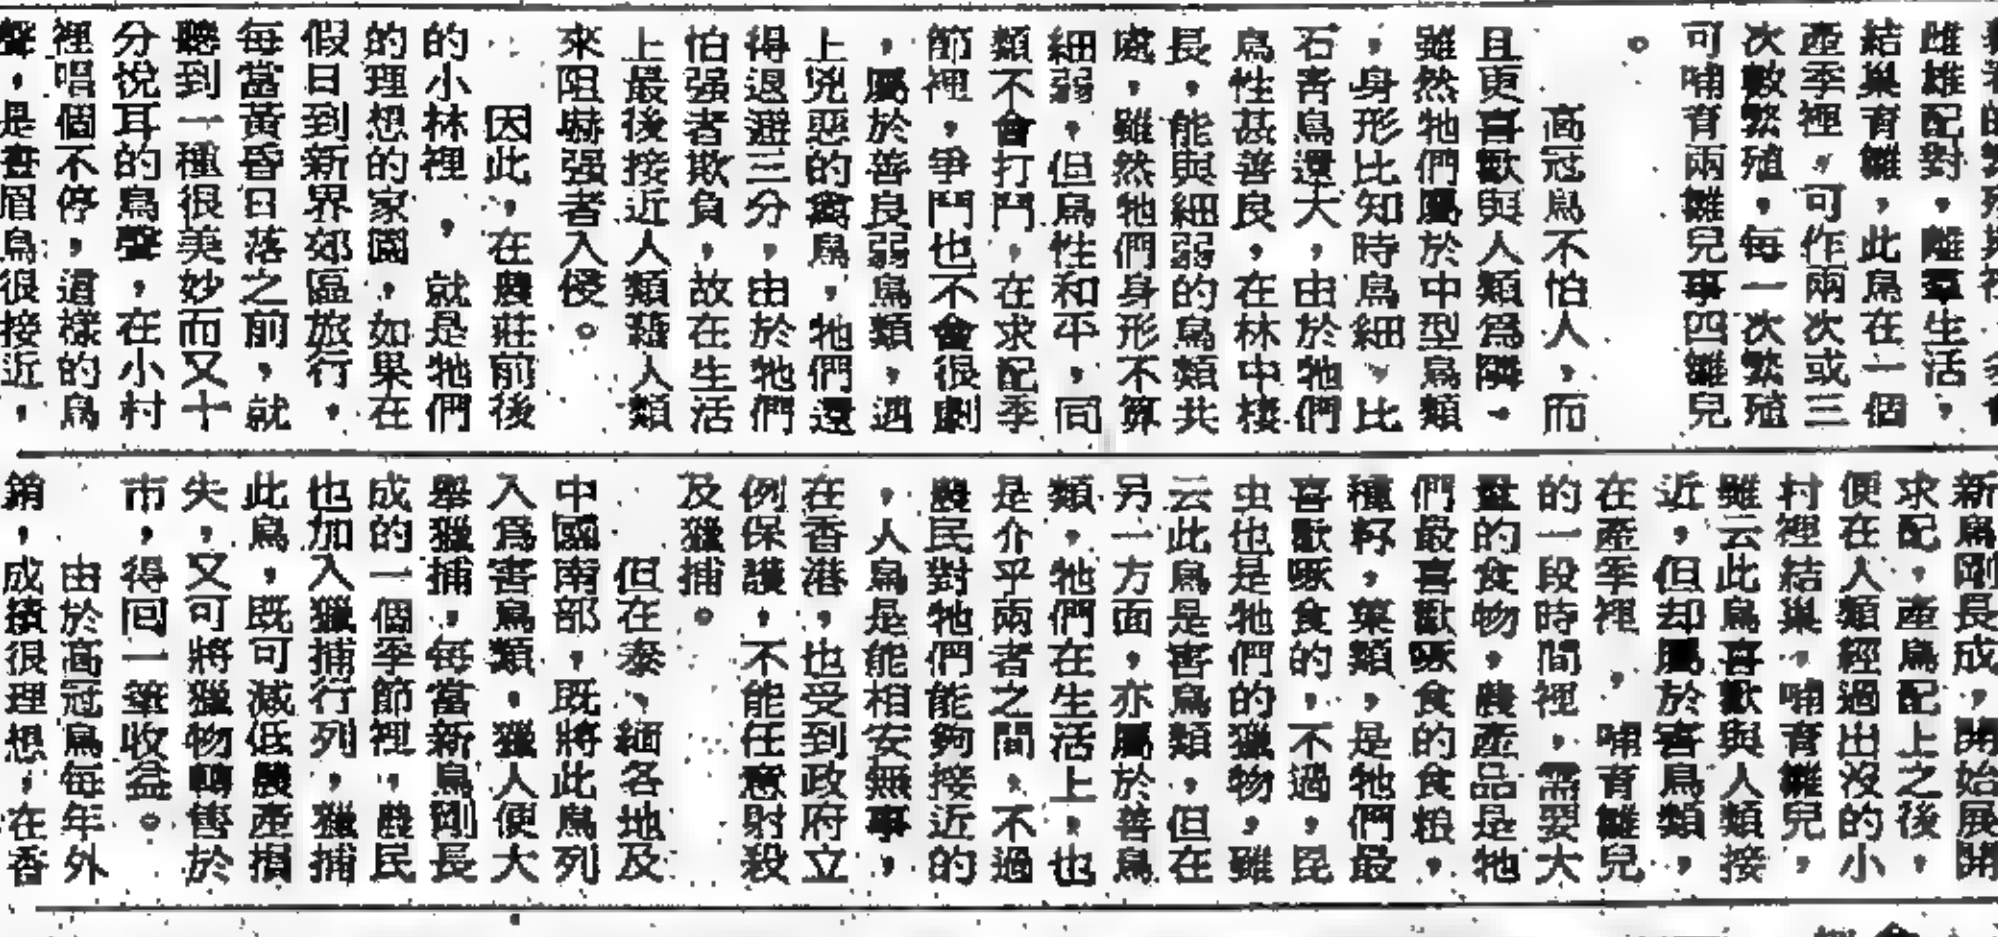 雌雄配對，離羣生活，
結巢育雛，此鳥在一個
產季裡，可作兩次或三
次數繁殖，每一次繁殖
可哺育兩雛兒事四雛兒
。
高冠鳥不怕人，而
且更喜歡與人類爲隣，
雖然牠們屬於中型鳥類
，身形比知時鳥細，比
石青鳥還大，由於牠們
鳥性甚善良，在林中棲
長，能與細弱的鳥類共
處，雖然牠們身形不算
細弱，但鳥性和平，同
類不會打鬥，在求配季
節裡，爭鬥也不會很劇
，屬於善良弱鳥類，遇
上兇惡的禽鳥，牠們還
得退避三分，由於牠們
怕强者欺負，故在生活
上最後接近人類藉人類
來阻嚇强者入侵。
因此，在農莊前後
的小林裡，就是牠們
的理想的家園，如果在
假日到新界郊區旅行，
每當黃昏日落之前，就
聽到一種很美妙而又十
分悅耳的鳥聲，在小村
裡唱個不停，這樣的鳥
聲，是畫眉鳥很接近，
新鳥剛長成，開始展開
求配，產鳥配上之後，
便在人類經過出沒的小
村裡結巢，哺育雛兒，
雖云此鳥喜歡與人類接
近，但却屬於害鳥類，
在產季裡，哺育雛兒
的一段時間裡，需要大
量的食物，農產品是牠
們最喜歡啄食的食粮，
種籽，菓類，是牠們最
喜歡啄食的，不過，昆
虫也是牠們的獵物，雖
云此鳥是害鳥類，但在
另一方面，亦屬於善鳥
類，牠們在生活上，也
是介乎兩者之間，不過
農民對牠們能夠接近的
，人鳥是能相安無事，
在香港，也受到政府立
例保護，不能任意射殺
及獵捕。
但在泰、緬各地及
中國南部，既將此鳥列
入爲害鳥類，獵人便大
舉獵捕，每當新鳥剛長
成的一個季節裡，農民
也加入獵捕行列，獵捕
此鳥，既可減低農產損
失，又可將獵物轉售於
市，得回一筆收益。
由於高冠鳥每年外
銷，成績很理想，在香